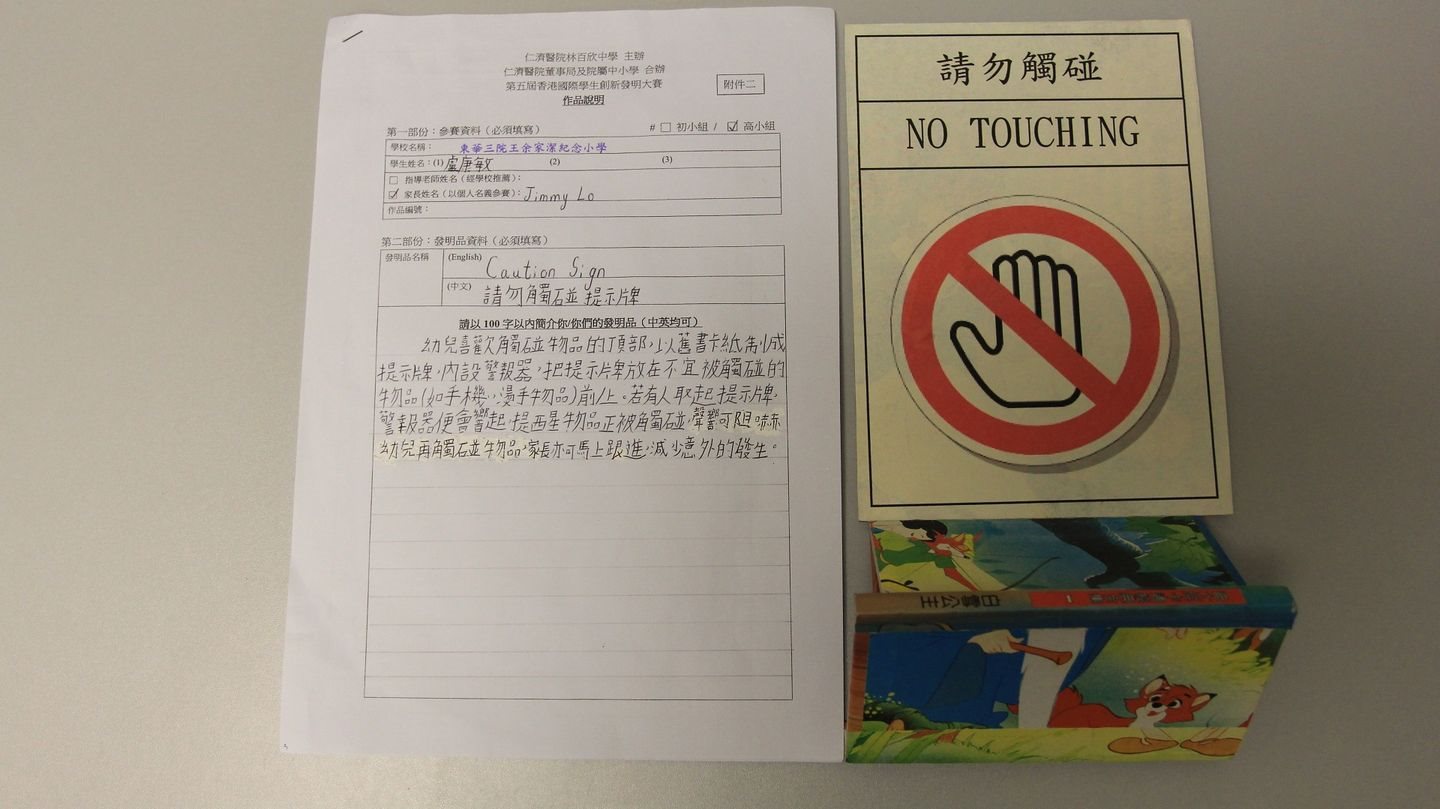 仁濟醫院林百欣中學 主辦
仁濟醫院董事局及院屬中小學 合辦
第五屆香港國際學生創新發明大賽
附件二
作品說明
第一部份：參賽資料（必須填寫） # □ 初小組 / ☑ 高小組
學校名稱： 東華三院王余家潔紀念小學
學生姓名：(1) 盧庚敏 (2) (3)
□ 指導老師姓名（經學校推薦）：
☑ 家長姓名（以個人名義參賽）： Jimmy Lo
作品編號：
第二部份：發明品資料（必須填寫）
發明品名稱 (English) Caution Sign
(中文) 請勿觸碰提示牌
請以 100 字以內簡介你/你們的發明品（中英均可）
幼兒喜歡觸碰物品的頂部，以舊書卡紙制成
提示牌，內設警報器，把提示牌放在不宜被觸碰的
物品(如手機，燙手物品)前/上。若有人取起提示牌，
警報器便會響起，提醒物品正被觸碰，聲響可阻嚇
幼兒再觸碰物品，家長亦可馬上跟進，減少意外的發生。
請勿觸碰
NO TOUCHING
白雪公主
一